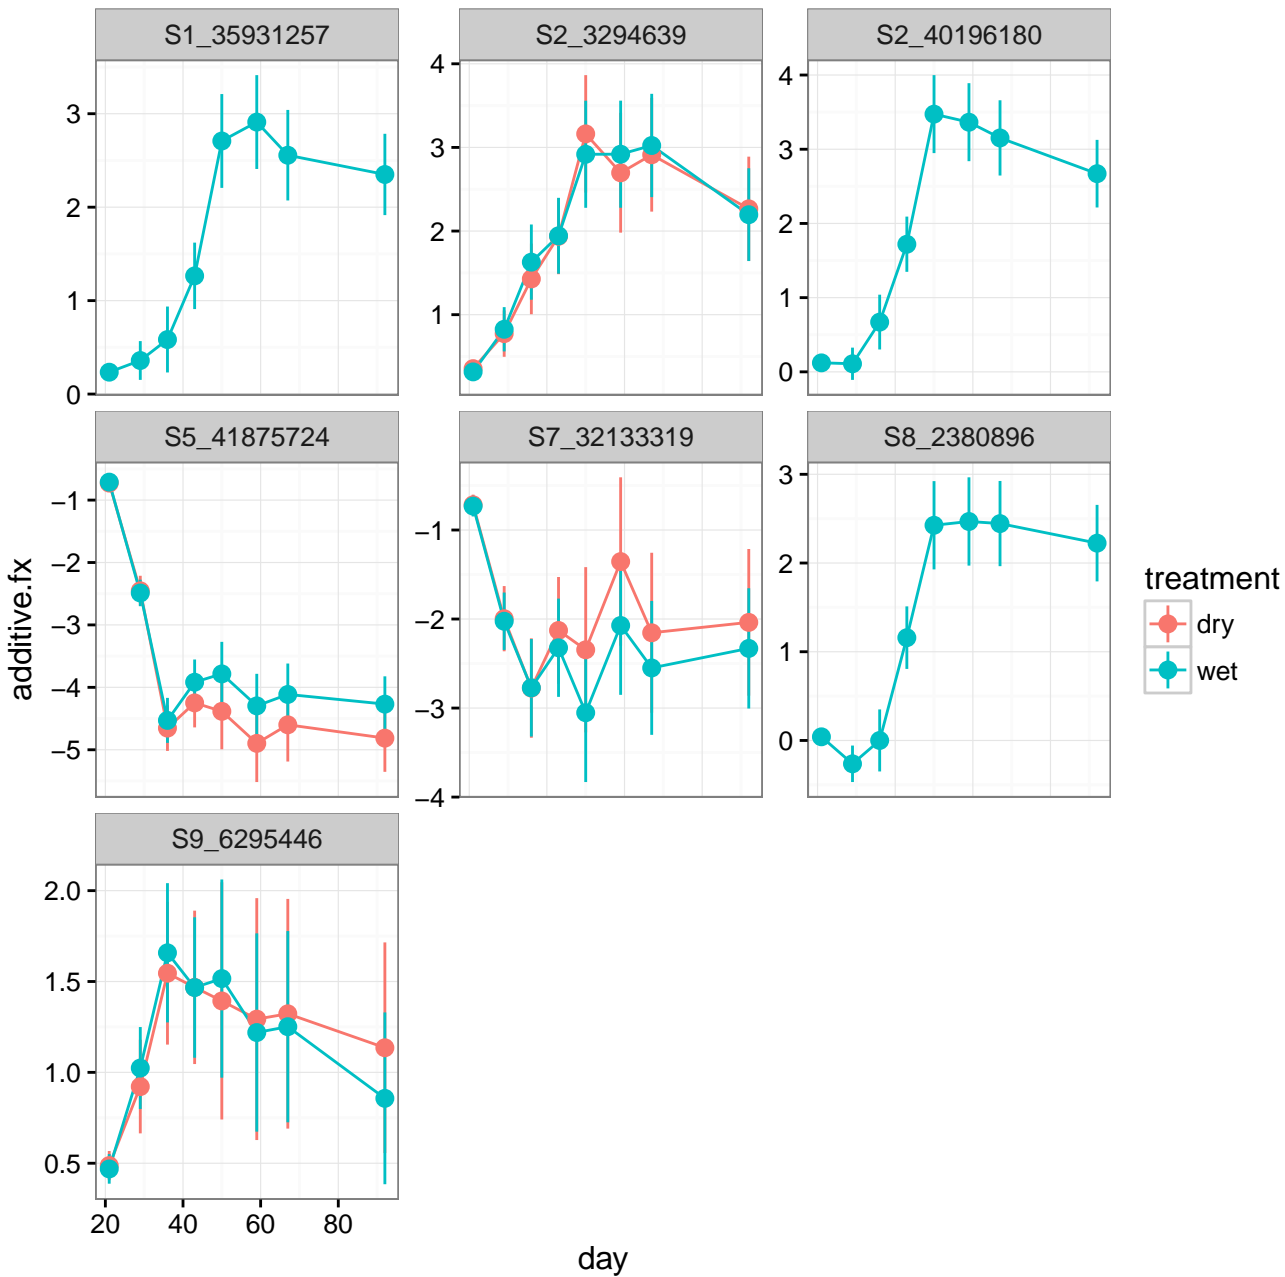 S1_35931257
S2_3294639
S2_40196180
3
2
1
0
4
3
2
1
4
3
2
1
0
S5_41875724
S7_32133319
S8_2380896
−1
−2
−3
−4
−5
−1
−2
−3
−4
3
2
1
0
S9_6295446
2.0
1.5
1.0
0.5
20 40 60 80
additive.fx
day
treatment
dry
wet